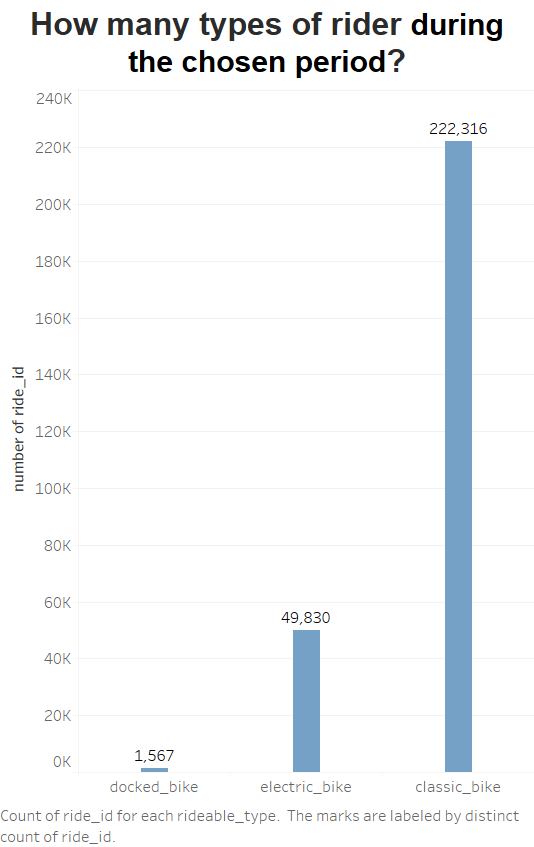 How many types of rider during
the chosen period?
240K
222,316
220K
200K
180K
160K
140K
number of ride_id
120K
100K
80K
60K
49,830
40K
20K
1,567
0K
docked_bike electric_bike classic_bike
Count of ride_id for each rideable_type. The marks are labeled by distinct
count of ride_id.